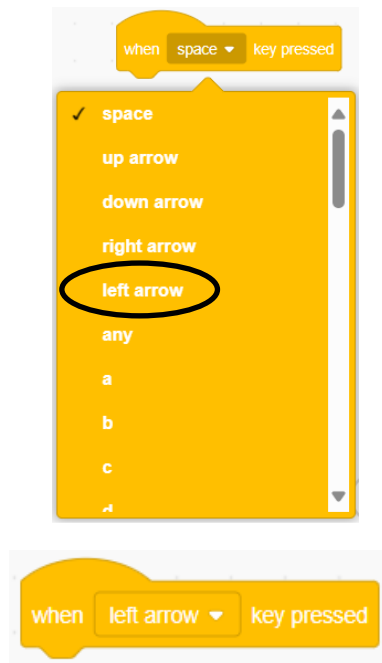 when space key pressed
✓ space
up arrow
down arrow
right arrow
left arrow
any
a
b
c
d
when left arrow key pressed